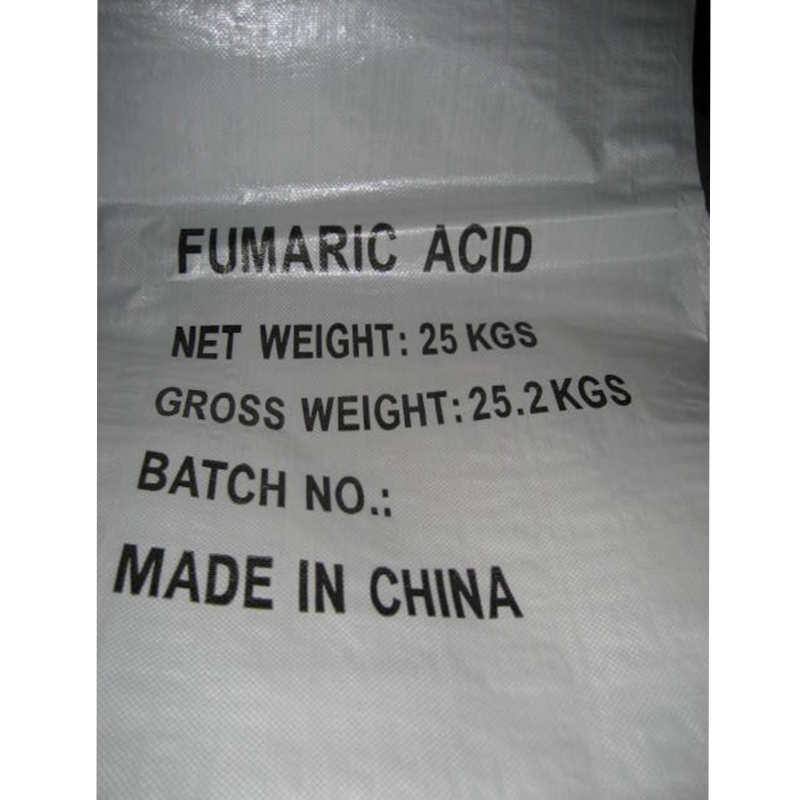 FUMARIC ACID
NET WEIGHT: 25 KGS
GROSS WEIGHT: 25.2 KGS
BATCH NO.:
MADE IN CHINA